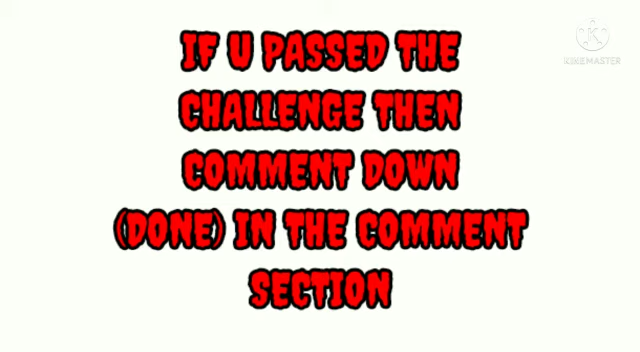 IF U PASSED THE
CHALLENGE THEN
COMMENT DOWN
(DONE) IN THE COMMENT
SECTION
K
KINEMASTER